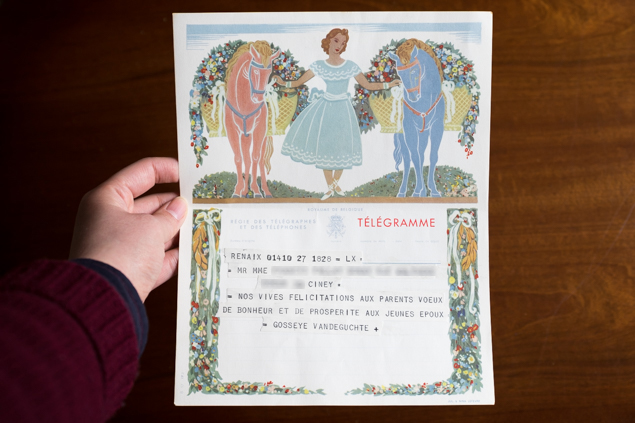 RÉGIE DES TÉLÉGRAPHES
ET DES TÉLÉPHONES
TÉLÉGRAMME
RENAIX 01410 27 1828 = LX =
= MR MME
CINEY =
= NOS VIVES FELICITATIONS AUX PARENTS VOEUX
DE BONHEUR ET DE PROSPERITE AUX JEUNES EPOUX
= GOSSEYE VANDEGUCHTE +